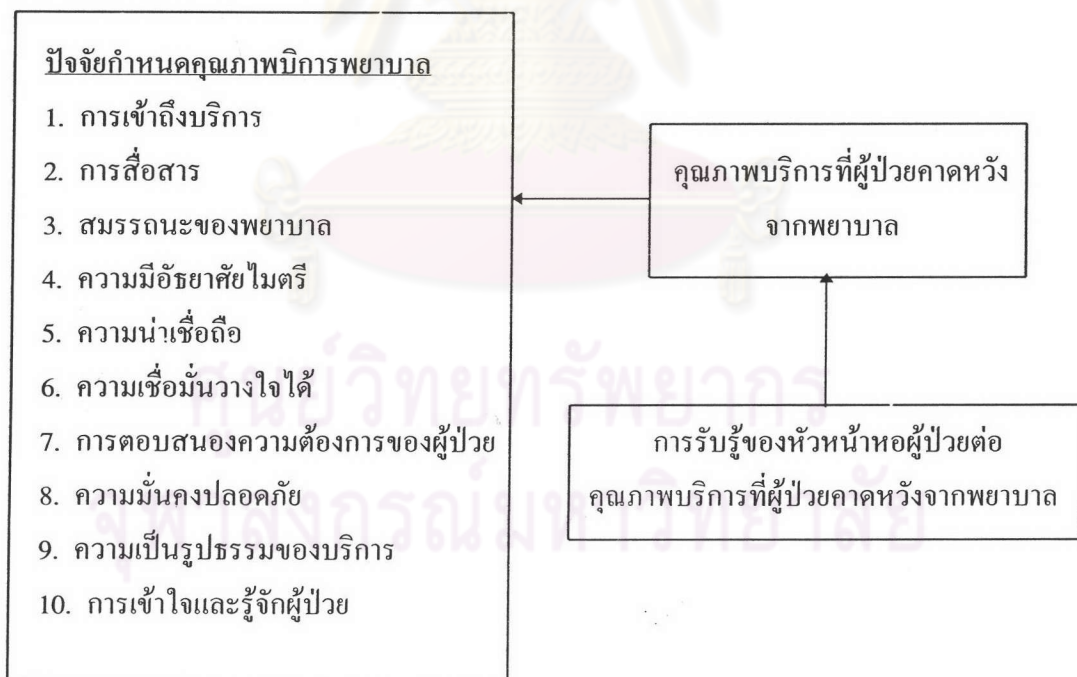 ปัจจัยกำหนดคุณภาพบิการพยาบาล
1. การเข้าถึงบริการ
2. การสื่อสาร
3. สมรรถนะของพยาบาล
4. ความมีอัธยาศัยไมตรี
5. ความน่าเชื่อถือ
6. ความเชื่อมั่นวางใจได้
7. การตอบสนองความต้องการของผู้ป่วย
8. ความมั่นคงปลอดภัย
9. ความเป็นรูปธรรมของบริการ
10. การเข้าใจและรู้จักผู้ป่วย
คุณภาพบริการที่ผู้ป่วยคาดหวัง
จากพยาบาล
การรับรู้ของหัวหน้าหอผู้ป่วยต่อ
คุณภาพบริการที่ผู้ป่วยคาดหวังจากพยาบาล
ศูนย์วิทยทรัพยากร
จุฬาลงกรณ์มหาวิทยาลัย